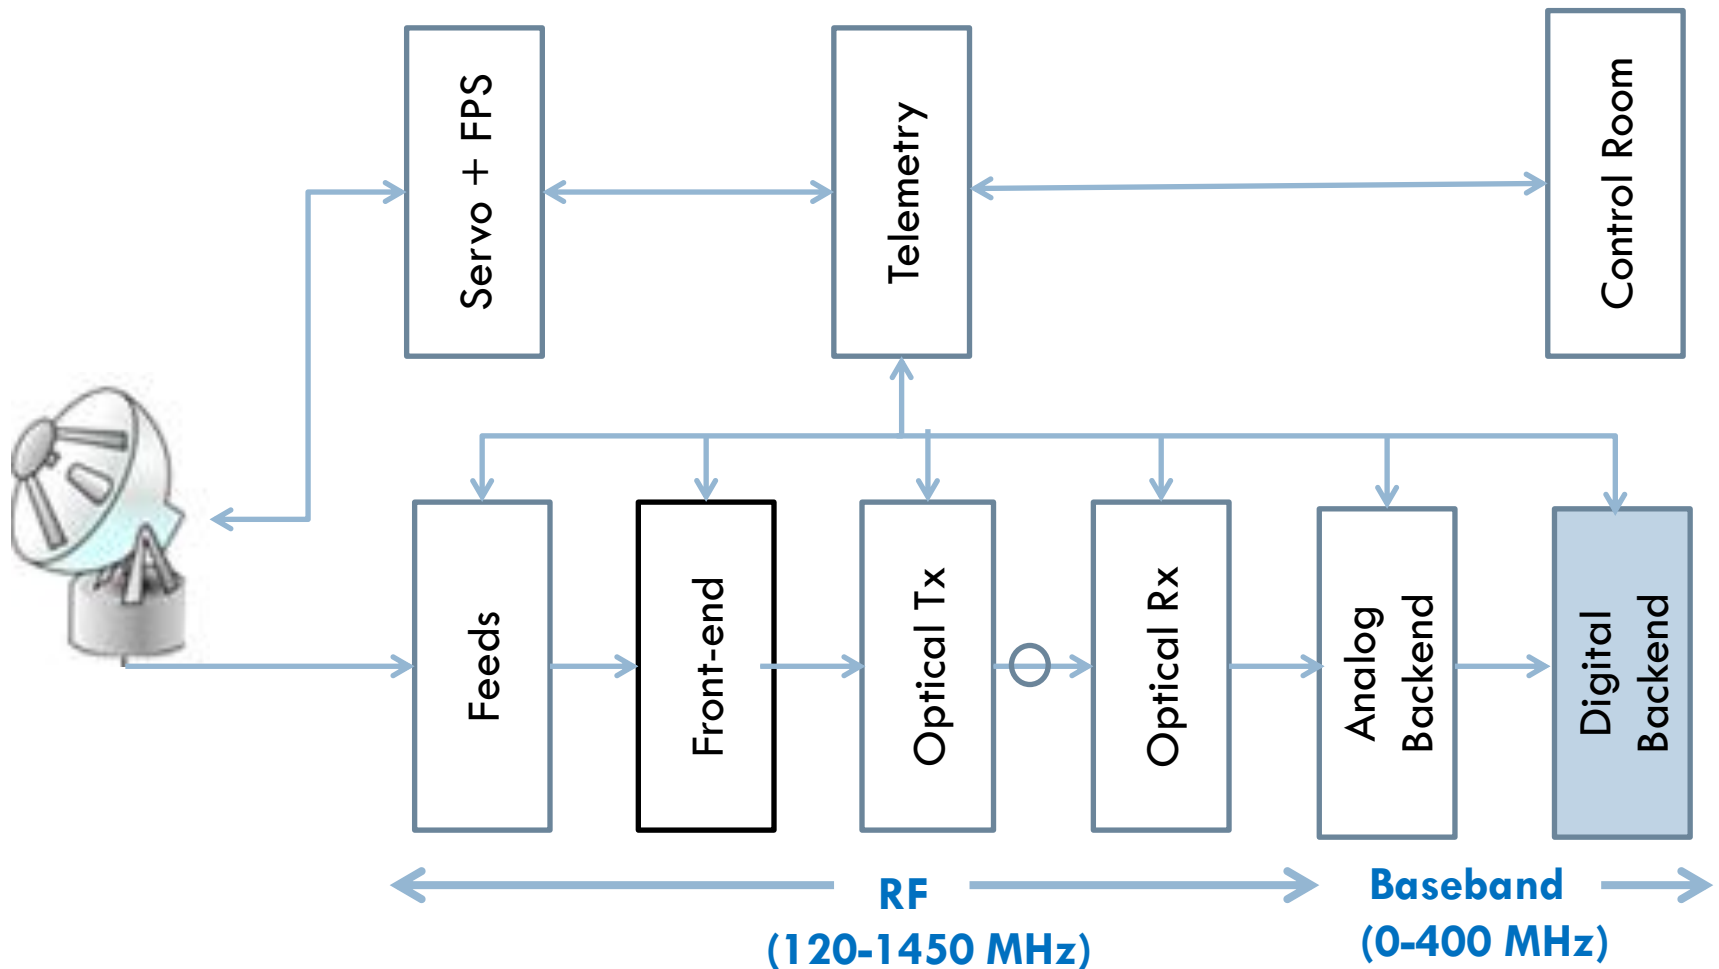 Servo + FPS
Telemetry
Control Room
Feeds
Front-end
Optical Tx
Optical Rx
Analog
Backend
Digital
Backend
RF
(120-1450 MHz)
Baseband
(0-400 MHz)